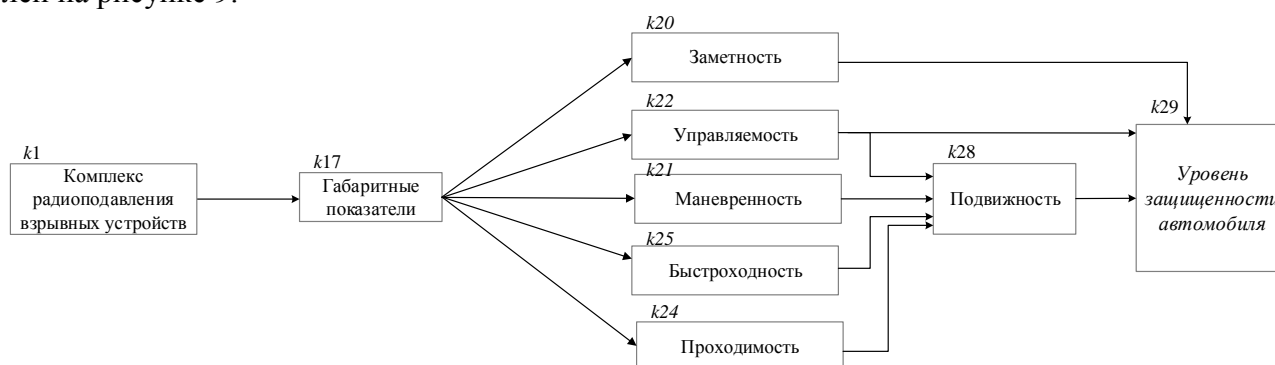 лен на рисунке 9.
k20
Заметность
k22
Управляемость
k29
k1
Комплекс
радиоподавления
взрывных устройств
k17
Габаритные
показатели
k21
Маневренность
k28
Подвижность
Уровень
защищенности
автомобиля
k25
Быстроходность
k24
Проходимость